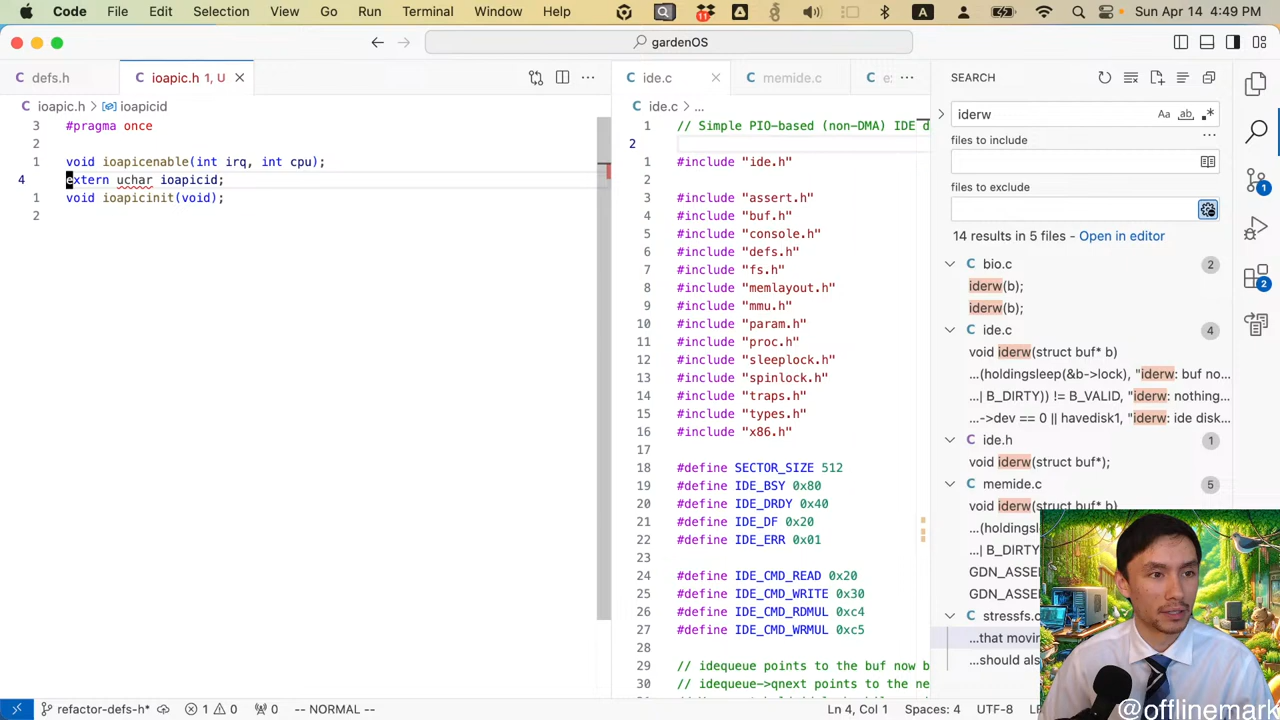 Edit Selection View Go Run Terminal Window Help A Sun Apr 14 4:49 PM
gardenOS
defs.h ioapic.h 1, U
ioapic.h > ioapicid
3 #pragma once
1 void ioapicenable(int irq, int cpu);
4 extern uchar ioapicid;
1 void ioapicinit(void);
2
ide.c memide.c
ide.c > ...
1 // Simple PIO-based (non-DMA) IDE d
2
1 #include "ide.h"
2
3 #include "assert.h"
4 #include "buf.h"
5 #include "console.h"
6 #include "defs.h"
7 #include "fs.h"
8 #include "memlayout.h"
9 #include "mmu.h"
10 #include "param.h"
11 #include "proc.h"
12 #include "sleeplock.h"
13 #include "spinlock.h"
14 #include "traps.h"
15 #include "types.h"
16 #include "x86.h"
17
18 #define SECTOR_SIZE 512
19 #define IDE_BSY 0x80
20 #define IDE_DRDY 0x40
21 #define IDE_DF 0x20
22 #define IDE_ERR 0x01
23
24 #define IDE_CMD_READ 0x20
25 #define IDE_CMD_WRITE 0x30
26 #define IDE_CMD_RDMUL 0xc4
27 #define IDE_CMD_WRMUL 0xc5
28
29 // idequeue points to the buf now b
30 // idequeue->qnext points to the ne
SEARCH
iderw
Aa ab .*
files to include
files to exclude
14 results in 5 files - Open in editor
bio.c 2
iderw(b);
iderw(b);
ide.c 4
void iderw(struct buf* b)
...(holdingsleep(&b->lock), "iderw: buf no...
...| B_DIRTY)) != B_VALID, "iderw: nothing...
...->dev == 0 || havedisk1, "iderw: ide disk...
ide.h 1
void iderw(struct buf*);
memide.c 5
void iderw(struct buf* b)
...(holdings
...| B_DIRTY
GDN_ASSE
GDN_ASSE
stressfs.c
...that movin
...should als
1
2
refactor-defs-h* 1 0 0 -- NORMAL -- Ln 4, Col 1 Spaces: 4 UTF-8
@offlinemark